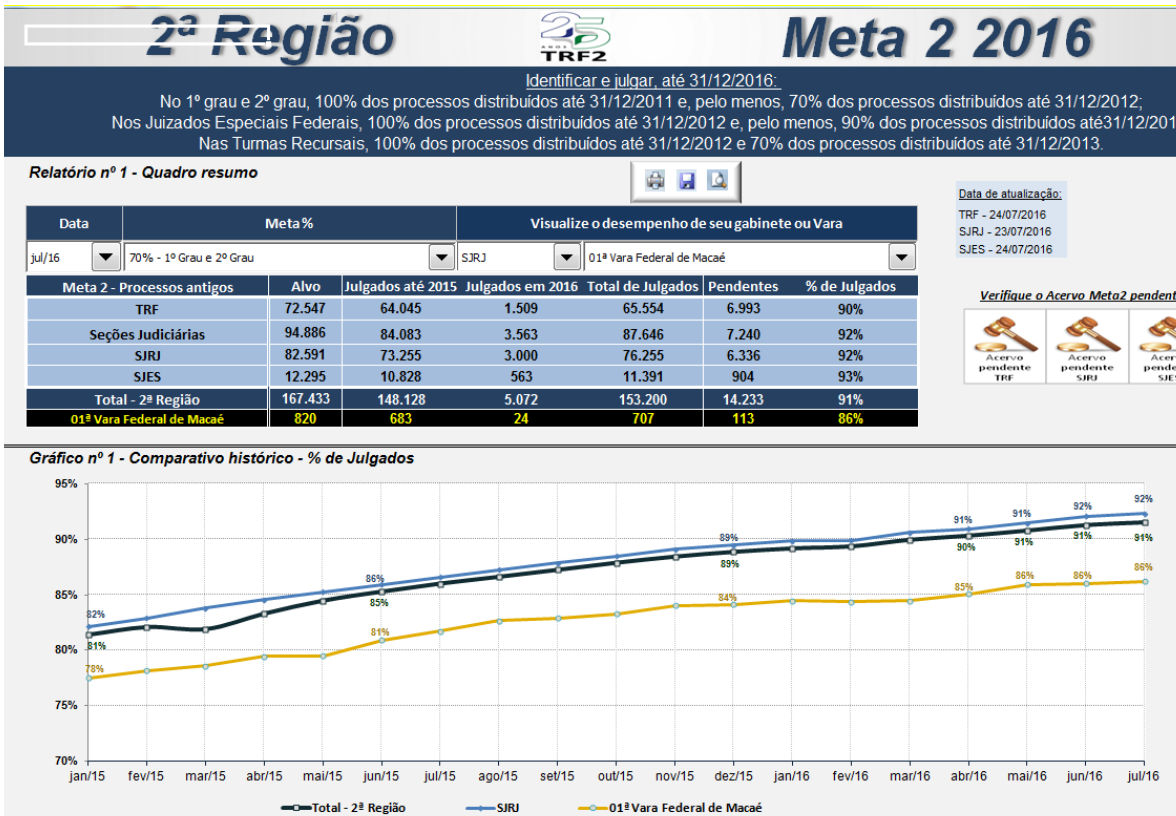 2ª Região
25
ANOS
TRF2
Meta 2 2016
Identificar e julgar, até 31/12/2016:
No 1º grau e 2º grau, 100% dos processos distribuídos até 31/12/2011 e, pelo menos, 70% dos processos distribuídos até 31/12/2012;
Nos Juizados Especiais Federais, 100% dos processos distribuídos até 31/12/2012 e, pelo menos, 90% dos processos distribuídos até31/12/201
Nas Turmas Recursais, 100% dos processos distribuídos até 31/12/2012 e 70% dos processos distribuídos até 31/12/2013.
Relatório nº 1 - Quadro resumo
Data de atualização:
TRF - 24/07/2016
SJRJ - 23/07/2016
SJES - 24/07/2016
Data Meta% Visualize o desempenho de seu gabinete ou Vara
jul/16 70% - 1º Grau e 2º Grau SJRJ 01ª Vara Federal de Macaé
Meta 2 - Processos antigos Alvo Julgados até 2015 Julgados em 2016 Total de Julgados Pendentes % de Julgados
TRF 72.547 64.045 1.509 65.554 6.993 90%
Seções Judiciárias 94.886 84.083 3.563 87.646 7.240 92%
SJRJ 82.591 73.255 3.000 76.255 6.336 92%
SJES 12.295 10.828 563 11.391 904 93%
Total - 2ª Região 167.433 148.128 5.072 153.200 14.233 91%
01ª Vara Federal de Macaé 820 683 24 707 113 86%
Verifique o Acervo Meta2 pendent
Acervo pendente TRF
Acervo pendente SJRJ
Acer pende SJES
Gráfico nº 1 - Comparativo histórico - % de Julgados
95%
90%
85%
80%
75%
70%
82% 86% 89% 91% 91% 92% 92%
81% 85% 89% 90% 91% 91% 91%
78% 81% 84% 85% 86% 86% 86%
jan/15 fev/15 mar/15 abr/15 mai/15 jun/15 jul/15 ago/15 set/15 out/15 nov/15 dez/15 jan/16 fev/16 mar/16 abr/16 mai/16 jun/16 jul/16
Total - 2ª Região SJRJ 01ª Vara Federal de Macaé